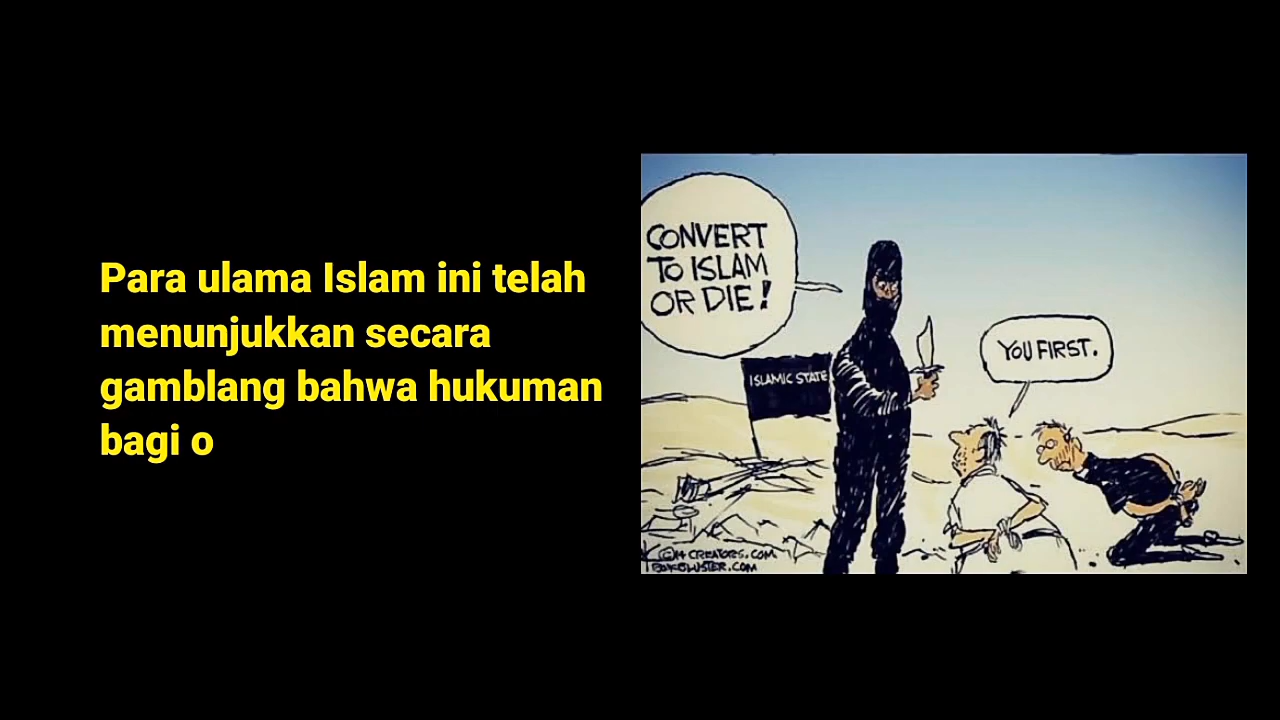 Para ulama Islam ini telah
menunjukkan secara
gamblang bahwa hukuman
bagi o
CONVERT
TO ISLAM
OR DIE!
ISLAMIC STATE
YOU FIRST.
CREATORS.COM